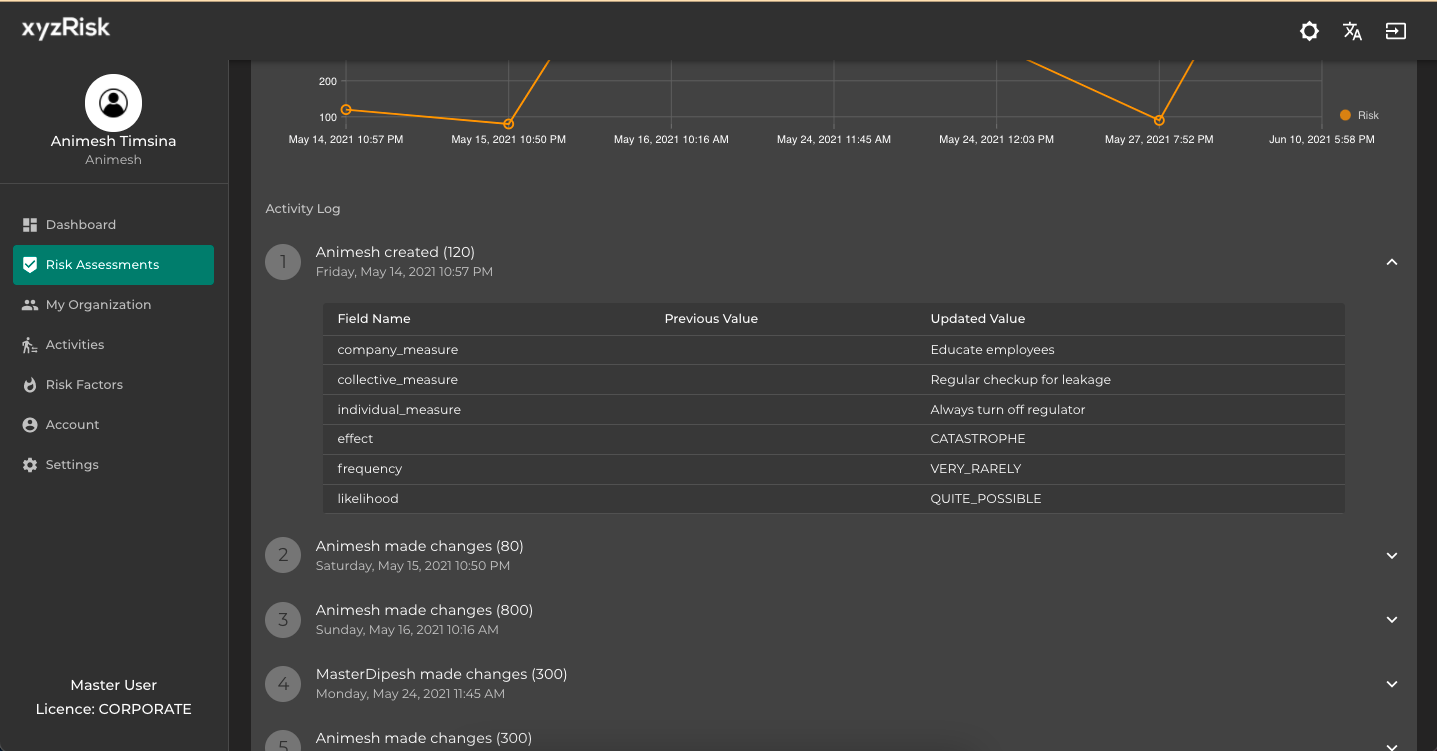 xyzRisk
Animesh Timsina
Animesh
Dashboard
Risk Assessments
My Organization
Activities
Risk Factors
Account
Settings
Master User
Licence: CORPORATE
200
100
May 14, 2021 10:57 PM May 15, 2021 10:50 PM May 16, 2021 10:16 AM May 24, 2021 11:45 AM May 24, 2021 12:03 PM May 27, 2021 7:52 PM Jun 10, 2021 5:58 PM
Risk
Activity Log
1 Animesh created (120)
Friday, May 14, 2021 10:57 PM
Field Name Previous Value Updated Value
company_measure Educate employees
collective_measure Regular checkup for leakage
individual_measure Always turn off regulator
effect CATASTROPHE
frequency VERY_RARELY
likelihood QUITE_POSSIBLE
2 Animesh made changes (80)
Saturday, May 15, 2021 10:50 PM
3 Animesh made changes (800)
Sunday, May 16, 2021 10:16 AM
4 MasterDipesh made changes (300)
Monday, May 24, 2021 11:45 AM
5 Animesh made changes (300)